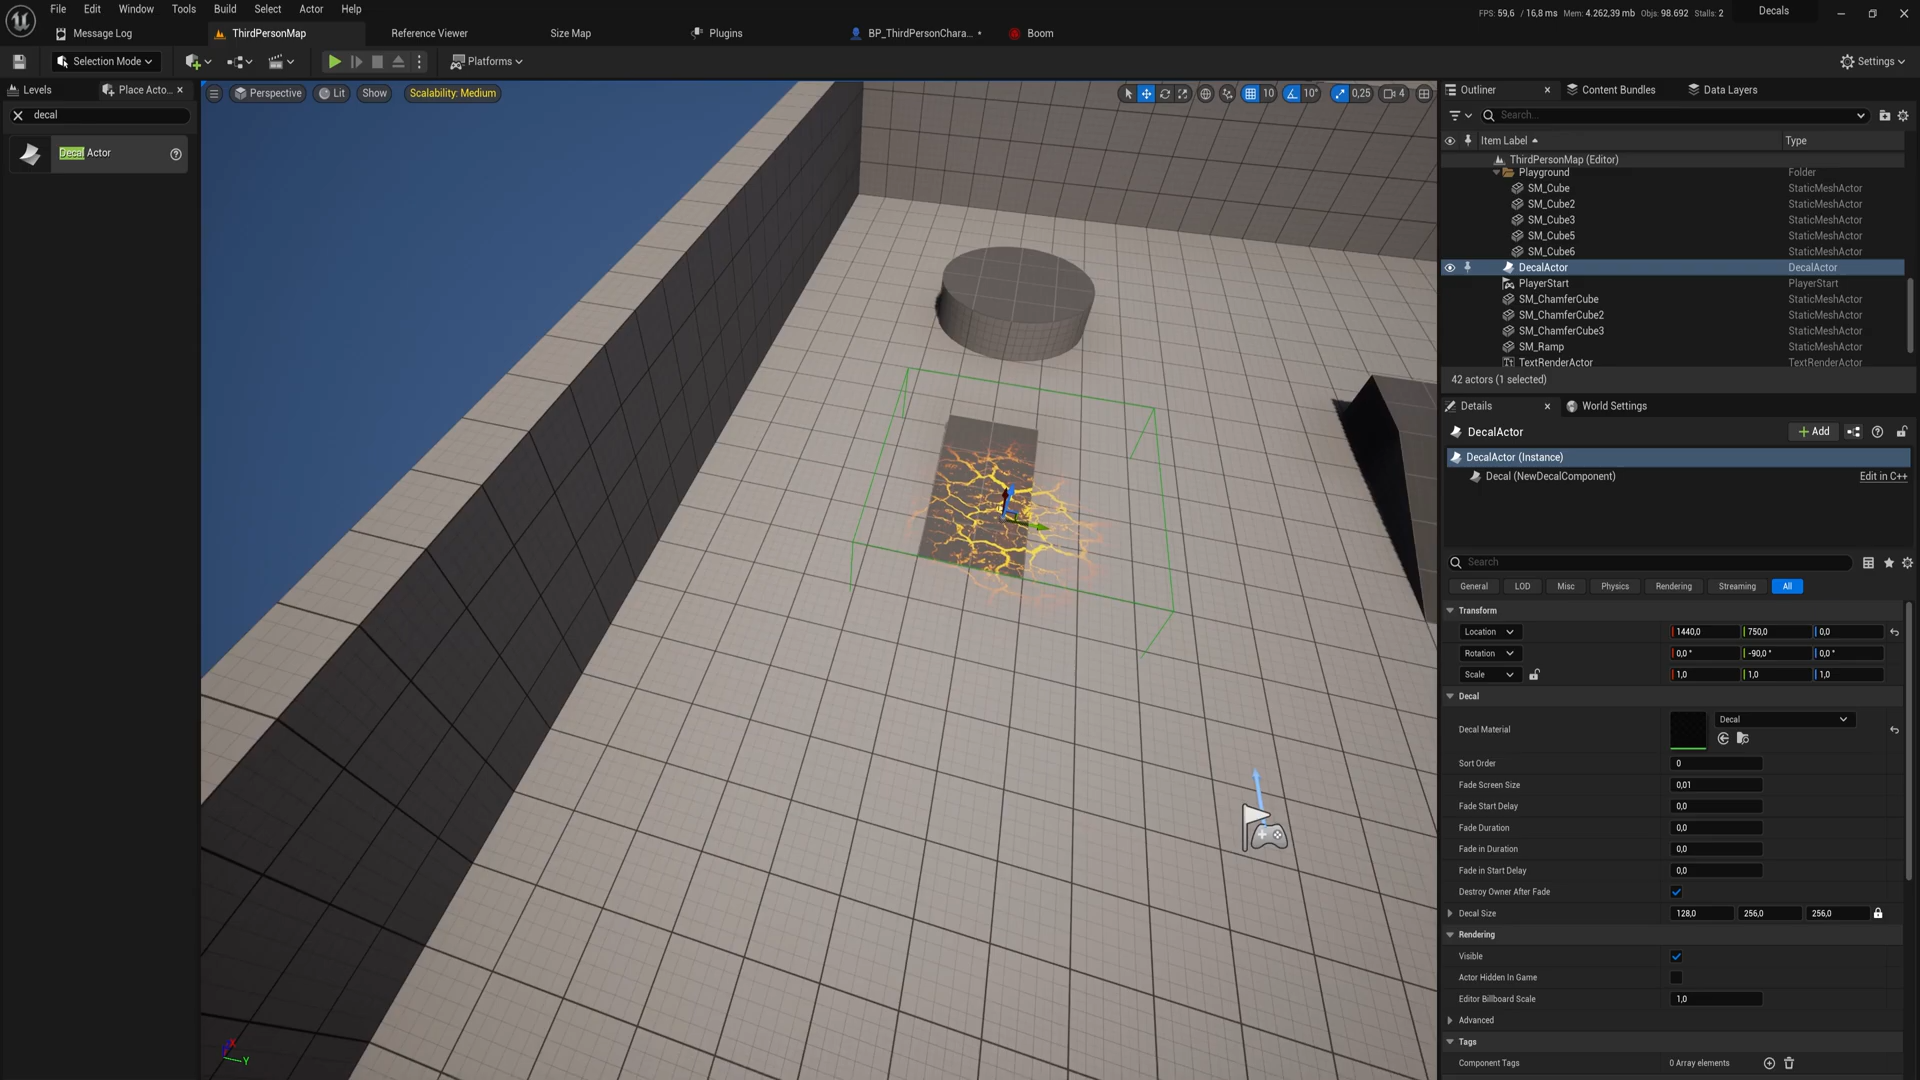 File Edit Window Tools Build Select Actor Help
FPS: 59,6 / 16,8 ms Mem: 4.262,39 mb Objs: 98.692 Stalls: 2
Decals
Message Log
ThirdPersonMap
Reference Viewer
Size Map
Plugins
BP_ThirdPersonChara... •
Boom
Selection Mode
Platforms
Settings
Levels
Place Acto...
decal
Decal Actor
Perspective
Lit
Show
Scalability: Medium
10
10°
0,25
4
Outliner
Content Bundles
Data Layers
Search...
Item Label
Type
ThirdPersonMap (Editor)
Playground Folder
SM_Cube StaticMeshActor
SM_Cube2 StaticMeshActor
SM_Cube3 StaticMeshActor
SM_Cube5 StaticMeshActor
SM_Cube6 StaticMeshActor
DecalActor DecalActor
PlayerStart PlayerStart
SM_ChamferCube StaticMeshActor
SM_ChamferCube2 StaticMeshActor
SM_ChamferCube3 StaticMeshActor
SM_Ramp StaticMeshActor
TextRenderActor TextRenderActor
42 actors (1 selected)
Details
World Settings
DecalActor
Add
DecalActor (Instance)
Decal (NewDecalComponent)
Edit in C++
Search
General LOD Misc Physics Rendering Streaming All
Transform
Location 1440,0 750,0 0,0
Rotation 0,0 ° -90,0 ° 0,0 °
Scale 1,0 1,0 1,0
Decal
Decal Material Decal
Sort Order 0
Fade Screen Size 0,01
Fade Start Delay 0,0
Fade Duration 0,0
Fade in Duration 0,0
Fade in Start Delay 0,0
Destroy Owner After Fade
Decal Size 128,0 256,0 256,0
Rendering
Visible
Actor Hidden In Game
Editor Billboard Scale 1,0
Advanced
Tags
Component Tags 0 Array elements
X
Y